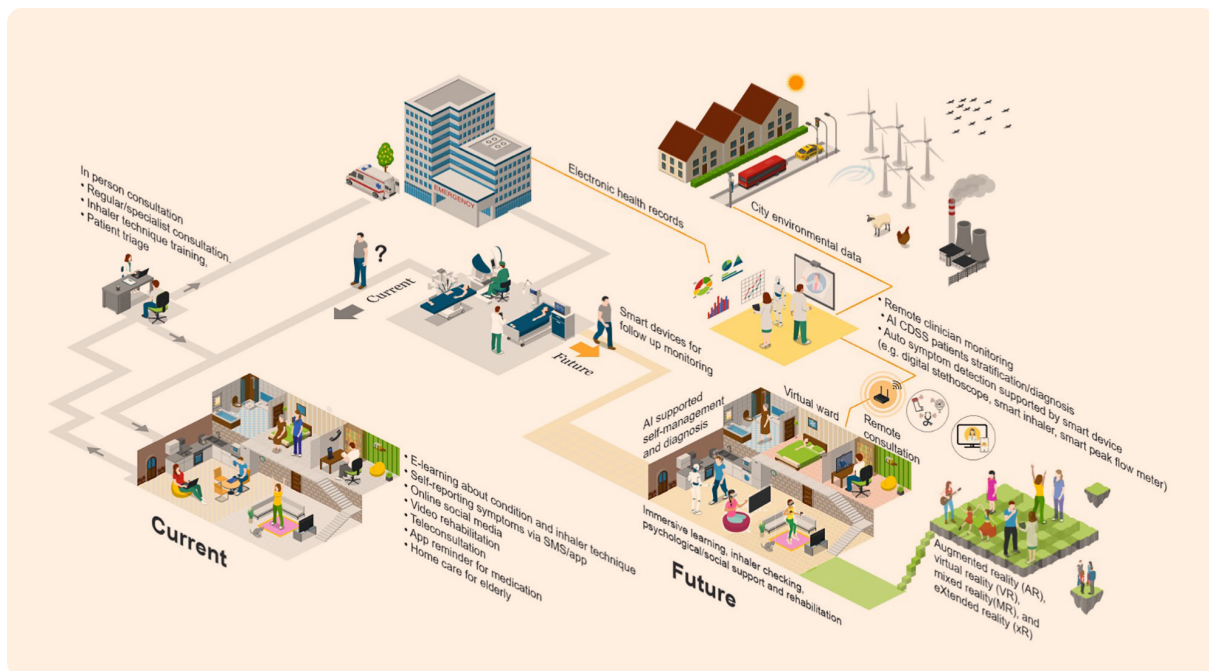 In person consultation
• Regular/specialist consultation.
• Inhaler technique training,
• Patient triage
EMERGENCY
?
Current
Future
Smart devices for
follow up monitoring
Electronic health records
City environmental data
• Remote clinician monitoring
• AI CDSS patients stratification/diagnosis
• Auto symptom detection supported by smart device
(e.g. digital stethoscope, smart inhaler, smart peak flow meter)
Current
• E-learning about condition and inhaler technique
• Self-reporting symptoms via SMS/app
• Online social media
• Video rehabilitation
• Teleconsultation
• App reminder for medication
• Home care for elderly
AI supported
self-management
and diagnosis
Virtual ward
Remote
consultation
Immersive learning, inhaler checking,
psychological/social support and rehabilitation
Future
Augmented reality (AR),
virtual reality (VR),
mixed reality(MR), and
eXtended reality (xR)